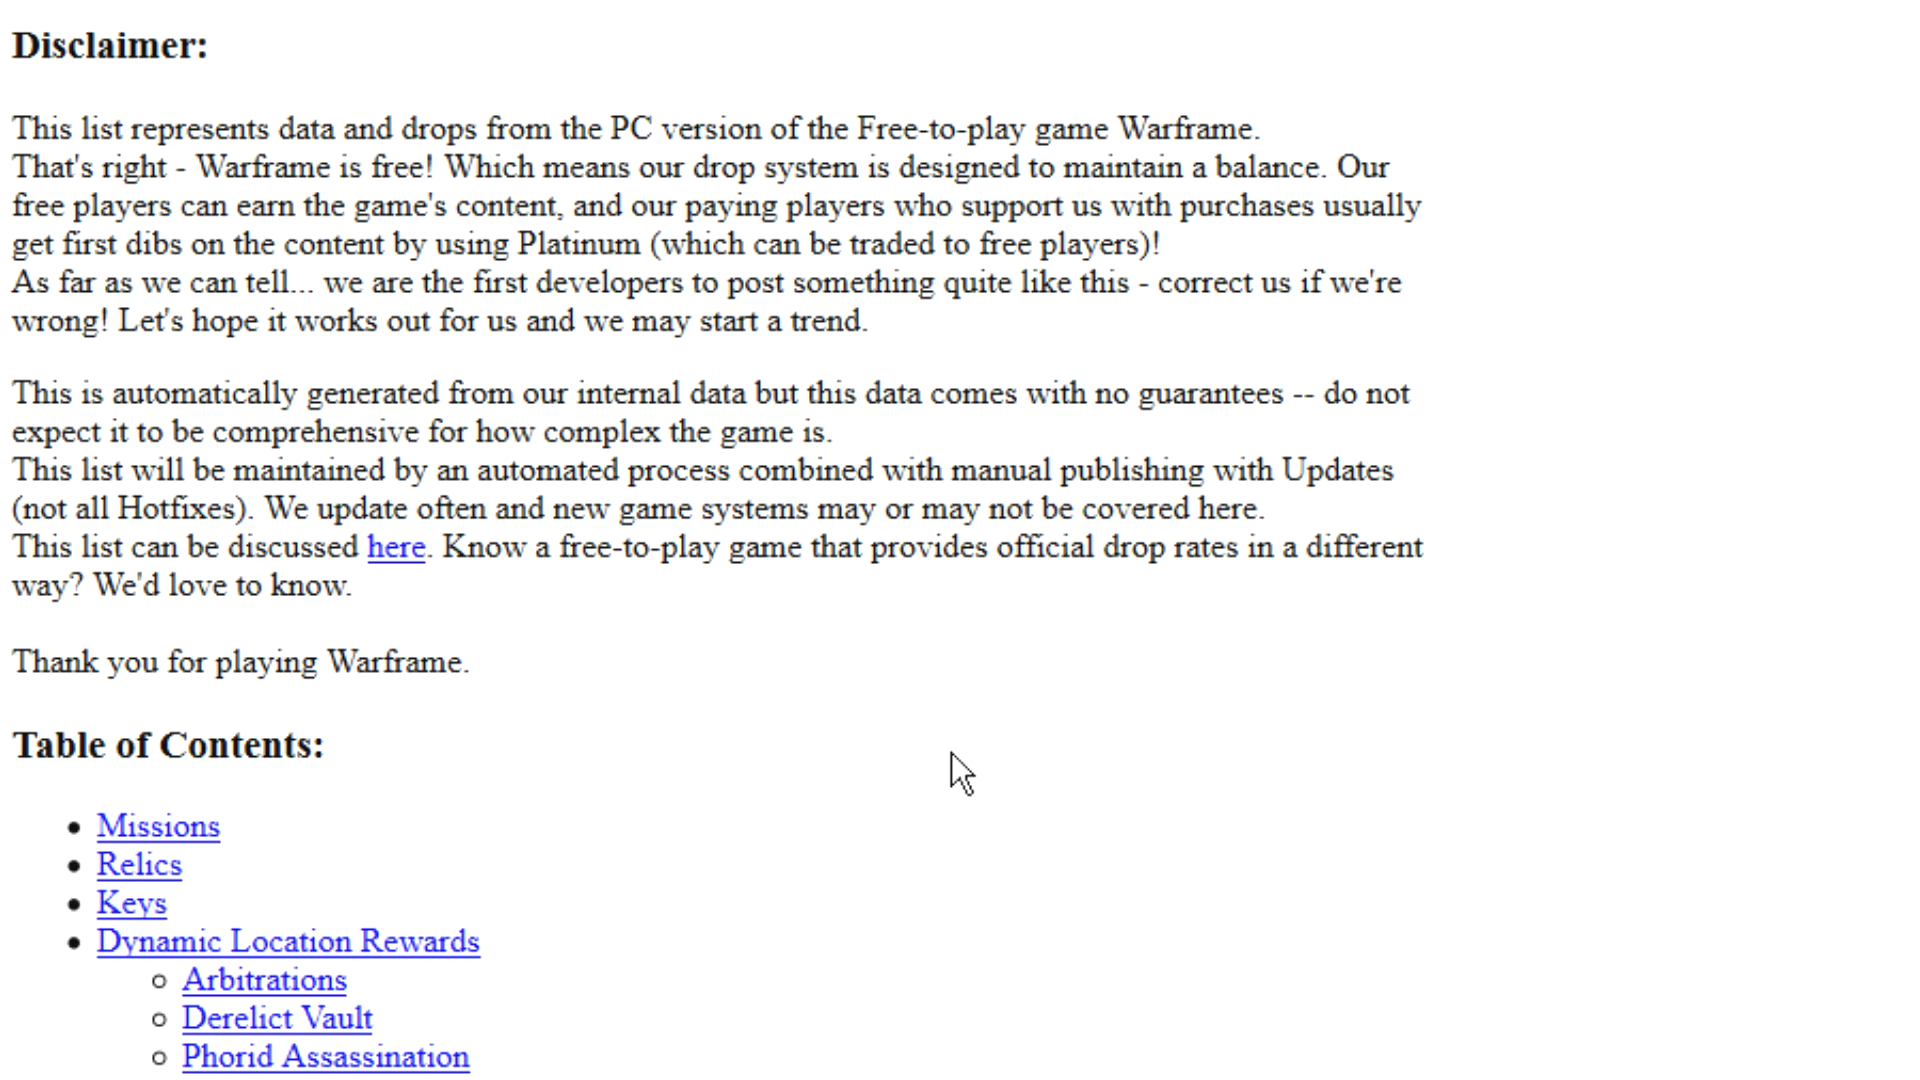 Disclaimer:
This list represents data and drops from the PC version of the Free-to-play game Warframe.
That's right - Warframe is free! Which means our drop system is designed to maintain a balance. Our
free players can earn the game's content, and our paying players who support us with purchases usually
get first dibs on the content by using Platinum (which can be traded to free players)!
As far as we can tell... we are the first developers to post something quite like this - correct us if we're
wrong! Let's hope it works out for us and we may start a trend.
This is automatically generated from our internal data but this data comes with no guarantees -- do not
expect it to be comprehensive for how complex the game is.
This list will be maintained by an automated process combined with manual publishing with Updates
(not all Hotfixes). We update often and new game systems may or may not be covered here.
This list can be discussed here. Know a free-to-play game that provides official drop rates in a different
way? We'd love to know.
Thank you for playing Warframe.
Table of Contents:
Missions
Relics
Keys
Dynamic Location Rewards
Arbitrations
Derelict Vault
Phorid Assassination